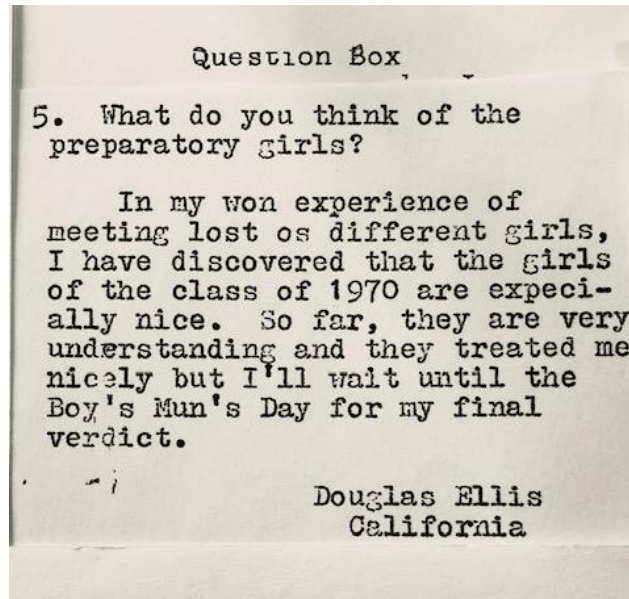 Question Box
5. What do you think of the
preparatory girls?
In my won experience of
meeting lost os different girls,
I have discovered that the girls
of the class of 1970 are expeci-
ally nice. So far, they are very
understanding and they treated me
nicely but I'll wait until the
Boy's Mun's Day for my final
verdict.
Douglas Ellis
California